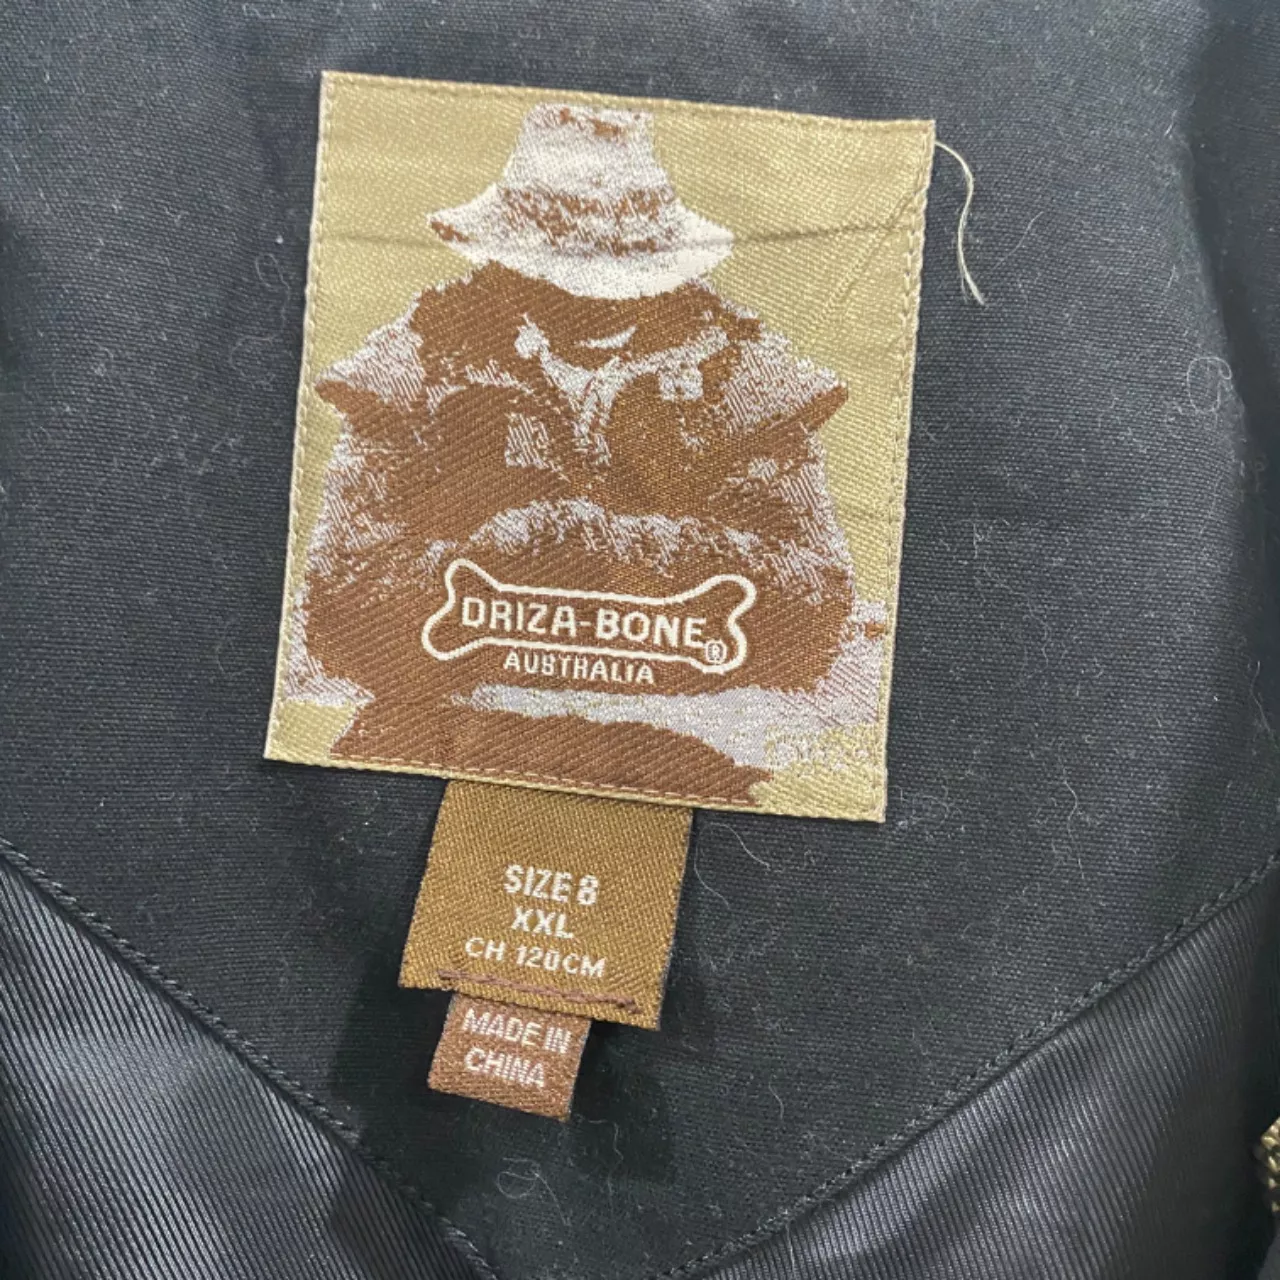 DRIZA-BONE®
AUSTRALIA
SIZE 8
XXL
CH 120CM
MADE IN
CHINA